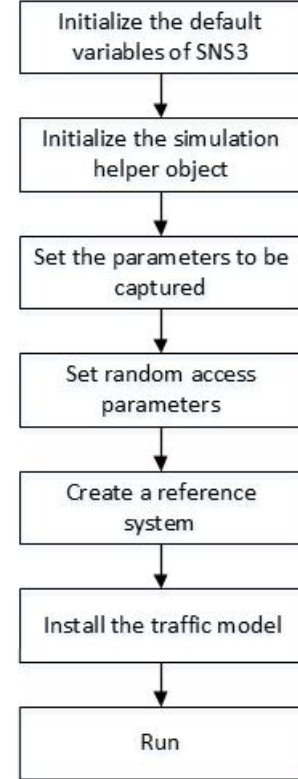 Initialize the default
variables of SNS3
Initialize the simulation
helper object
Set the parameters to be
captured
Set random access
parameters
Create a reference
system
Install the traffic model
Run